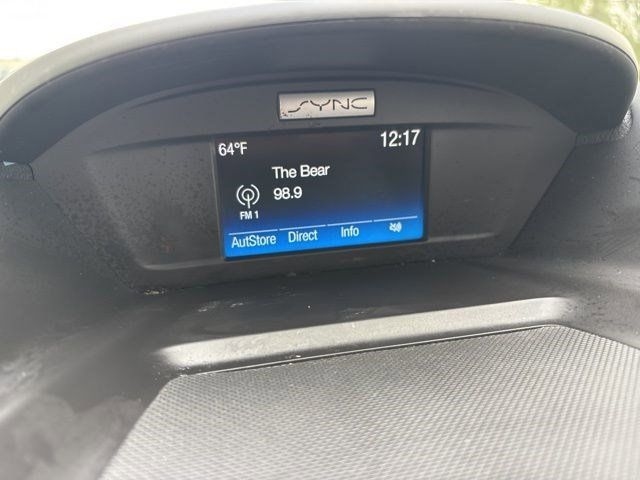 SYNC
64°F 12:17
The Bear
98.9
FM 1
AutStore Direct Info